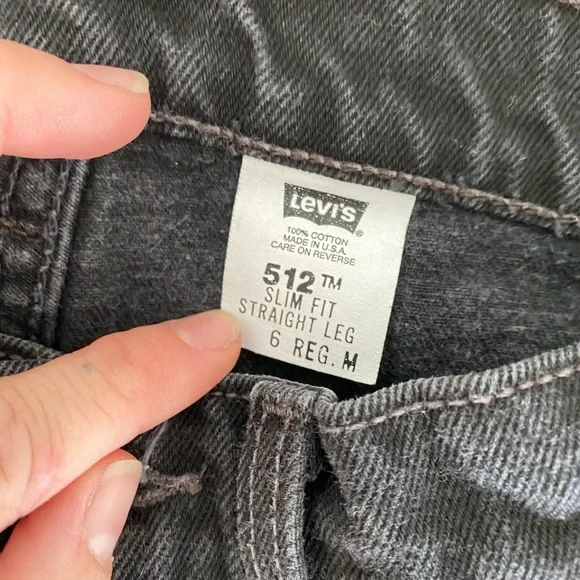 Levi's ®
100% COTTON
MADE IN U.S.A.
CARE ON REVERSE
512™
SLIM FIT
STRAIGHT LEG
6 REG. M